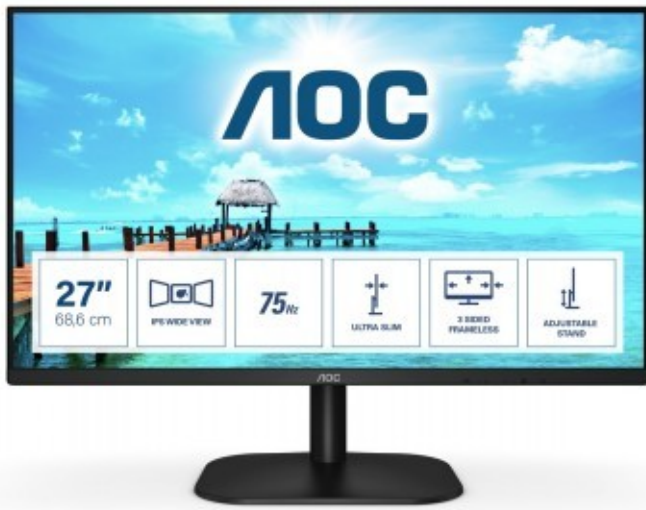 AOC
27"
68,6 cm
IPS WIDE VIEW
75Hz
ULTRA SLIM
3 SIDED
FRAMELESS
ADJUSTABLE
STAND
AOC